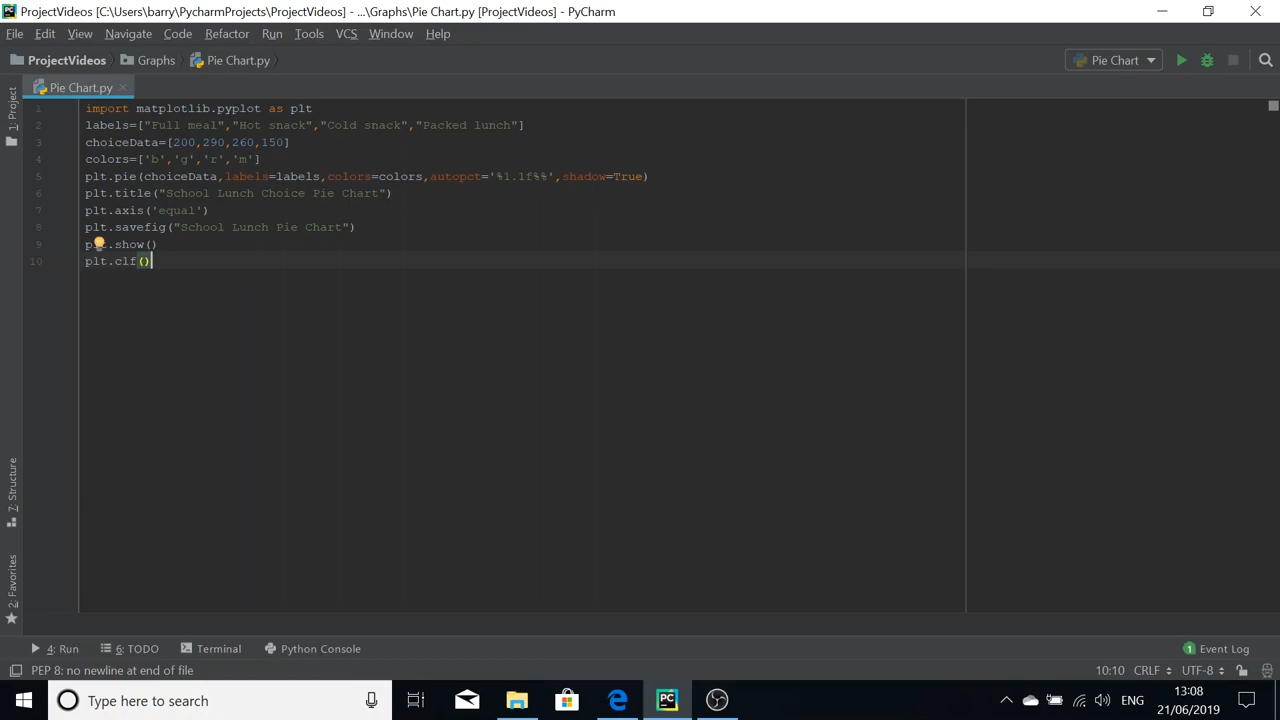 ProjectVideos [C:\Users\barry\PycharmProjects\ProjectVideos] - ...\Graphs\Pie Chart.py [ProjectVideos] - PyCharm
File Edit View Navigate Code Refactor Run Tools VCS Window Help
ProjectVideos Graphs Pie Chart.py Pie Chart
Pie Chart.py
1: Project
1 import matplotlib.pyplot as plt
2 labels=["Full meal","Hot snack","Cold snack","Packed lunch"]
3 choiceData=[200,290,260,150]
4 colors=['b','g','r','m']
5 plt.pie(choiceData,labels=labels,colors=colors,autopct='%1.1f%%',shadow=True)
6 plt.title("School Lunch Choice Pie Chart")
7 plt.axis('equal')
8 plt.savefig("School Lunch Pie Chart")
9 plt.show()
10 plt.clf()
7: Structure
2: Favorites
4: Run 6: TODO Terminal Python Console 1 Event Log
PEP 8: no newline at end of file 10:10 CRLF UTF-8
Type here to search PC ENG 13:08
21/06/2019